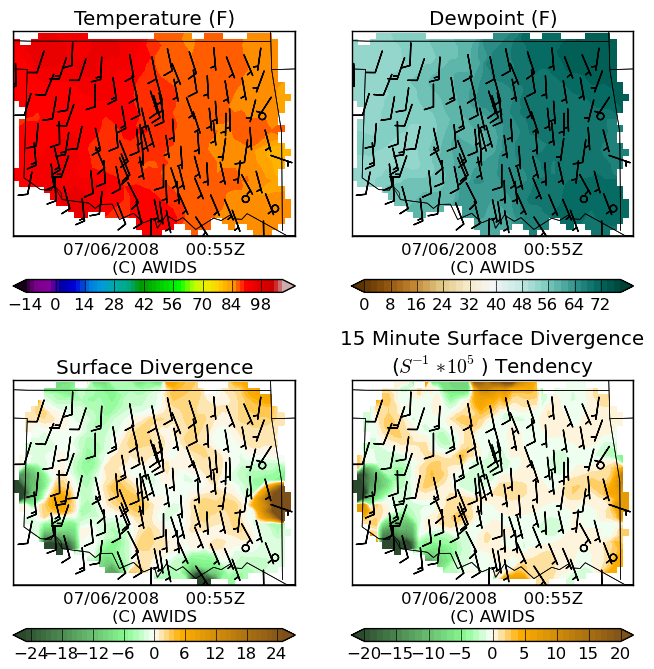 Temperature (F)
Dewpoint (F)
07/06/2008 00:55Z
(C) AWIDS
07/06/2008 00:55Z
(C) AWIDS
−14 0 14 28 42 56 70 84 98
0 8 16 24 32 40 48 56 64 72
Surface Divergence
15 Minute Surface Divergence
(S⁻¹ *10⁵ ) Tendency
07/06/2008 00:55Z
(C) AWIDS
07/06/2008 00:55Z
(C) AWIDS
−24 −18 −12 −6 0 6 12 18 24
−20 −15 −10 −5 0 5 10 15 20